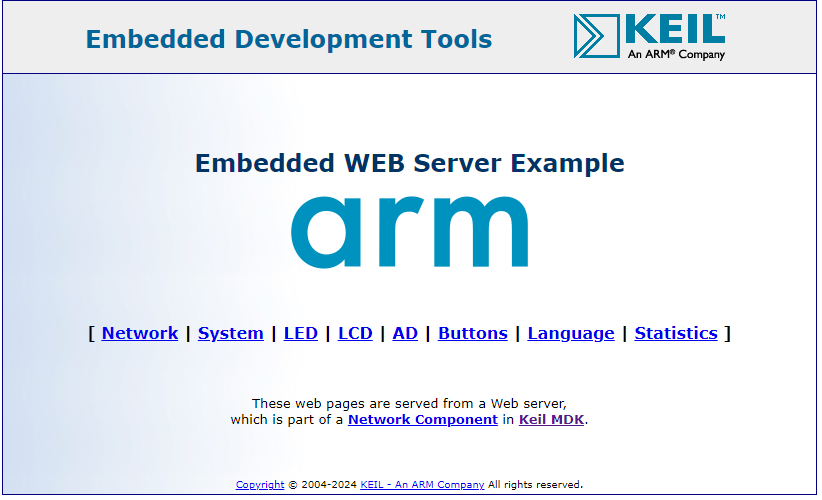 Embedded Development Tools
KEIL™
An ARM® Company
Embedded WEB Server Example
arm
[ Network | System | LED | LCD | AD | Buttons | Language | Statistics ]
These web pages are served from a Web server,
which is part of a Network Component in Keil MDK.
Copyright © 2004-2024 KEIL - An ARM Company All rights reserved.